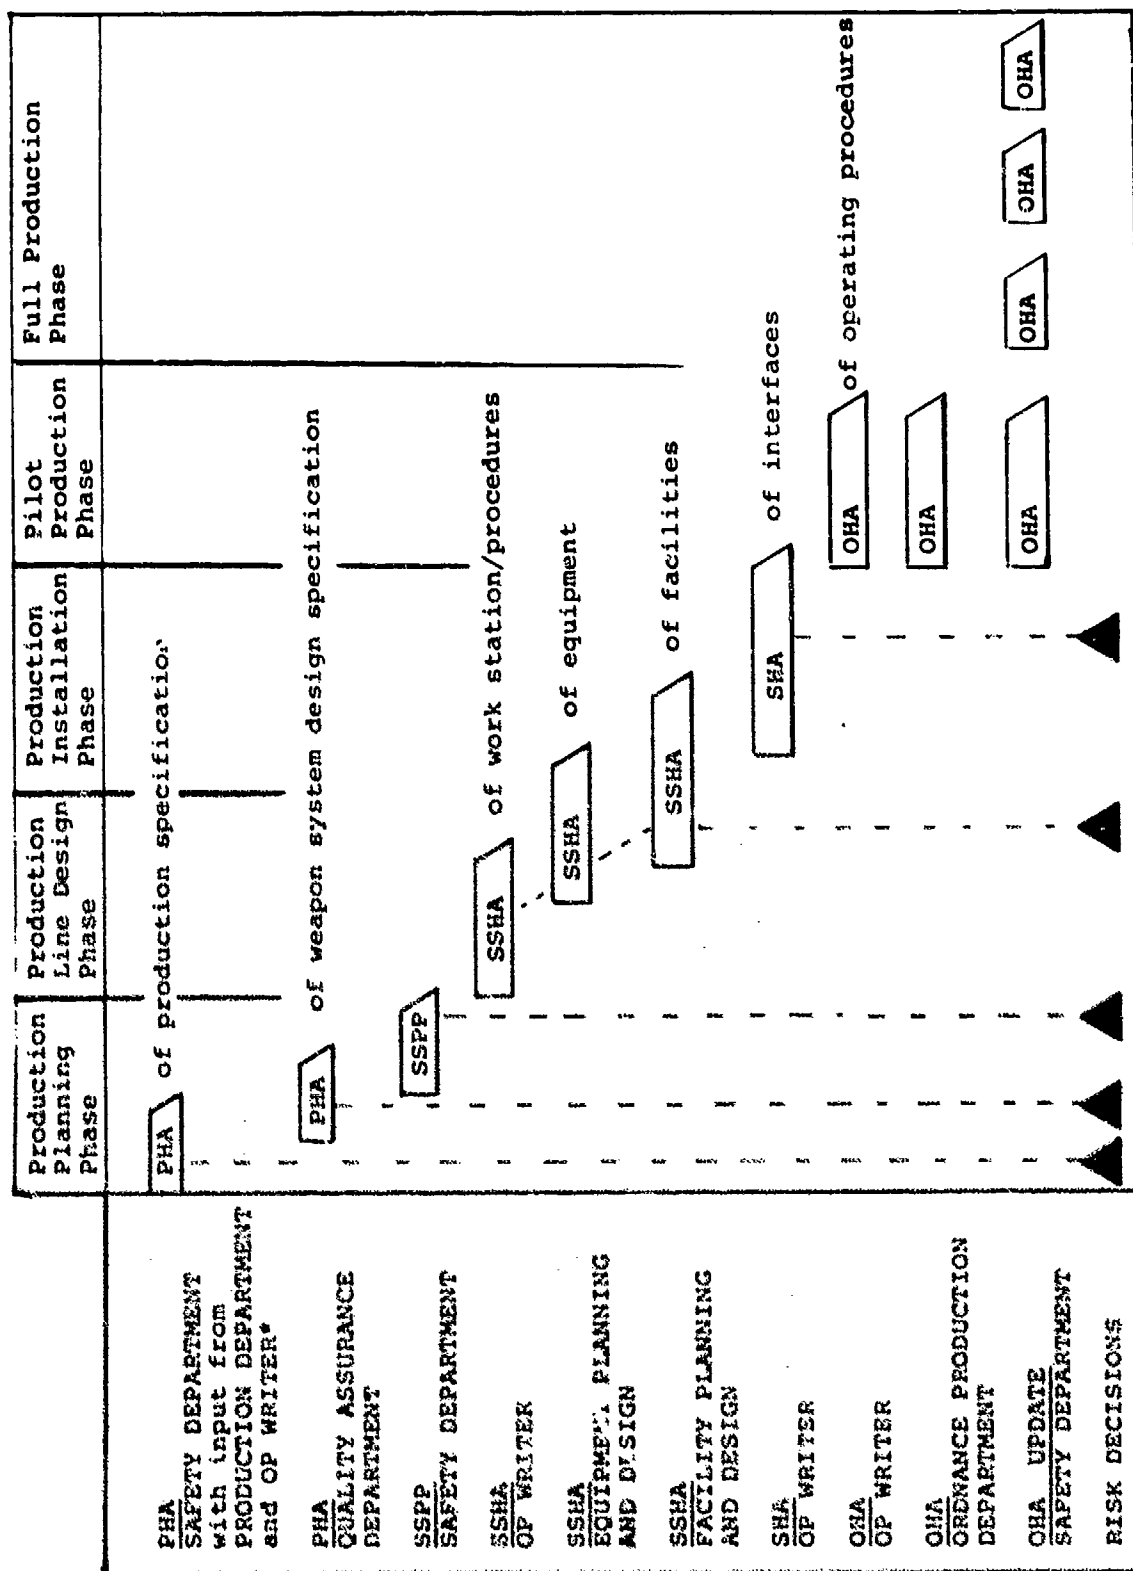 Production
Planning
Phase
Production
Line Design
Phase
Production
Installation
Phase
Pilot
Production
Phase
Full Production
Phase
PHA
SAFETY DEPARTMENT
with input from
PRODUCTION DEPARTMENT
and OP WRITER*
PHA
of production specification
PHA
QUALITY ASSURANCE
DEPARTMENT
PHA
of weapon system design specification
SSPP
SAFETY DEPARTMENT
SSPP
SSHA
OP WRITER
SSHA
of work station/procedures
SSHA
EQUIPMENT PLANNING
AND DESIGN
SSHA
of equipment
SSHA
FACILITY PLANNING
AND DESIGN
SSHA
of facilities
SHA
OP WRITER
SHA
of interfaces
OHA
OP WRITER
OHA
of operating procedures
OHA
ORDNANCE PRODUCTION
DEPARTMENT
OHA
OHA UPDATE
SAFETY DEPARTMENT
OHA
OHA
OHA
OHA
RISK DECISIONS